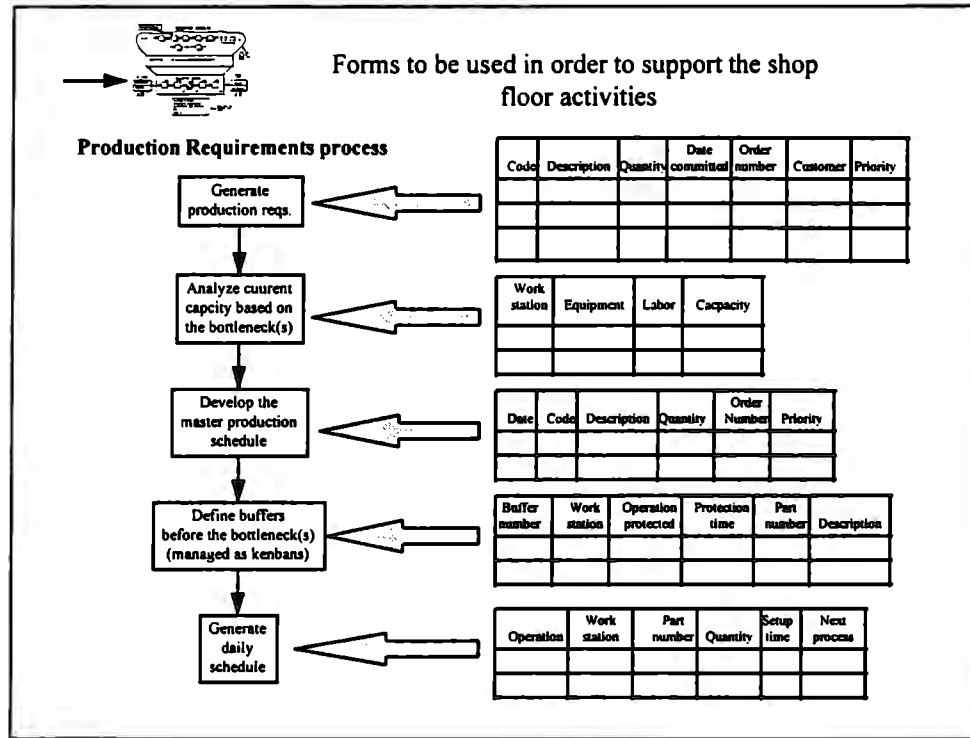 Forms to be used in order to support the shop
floor activities
Production Requirements process
Generate
production reqs.
Code Description Quantity Date committed Order number Customer Priority
Analyze cuurent
capcity based on
the bottleneck(s)
Work station Equipment Labor Cacpacity
Develop the
master production
schedule
Date Code Description Quantity Order Number Priority
Define buffers
before the bottleneck(s)
(managed as kenbans)
Buffer number Work station Operation protected Protection time Part number Description
Generate
daily
schedule
Operation Work station Part number Quantity Setup time Next process